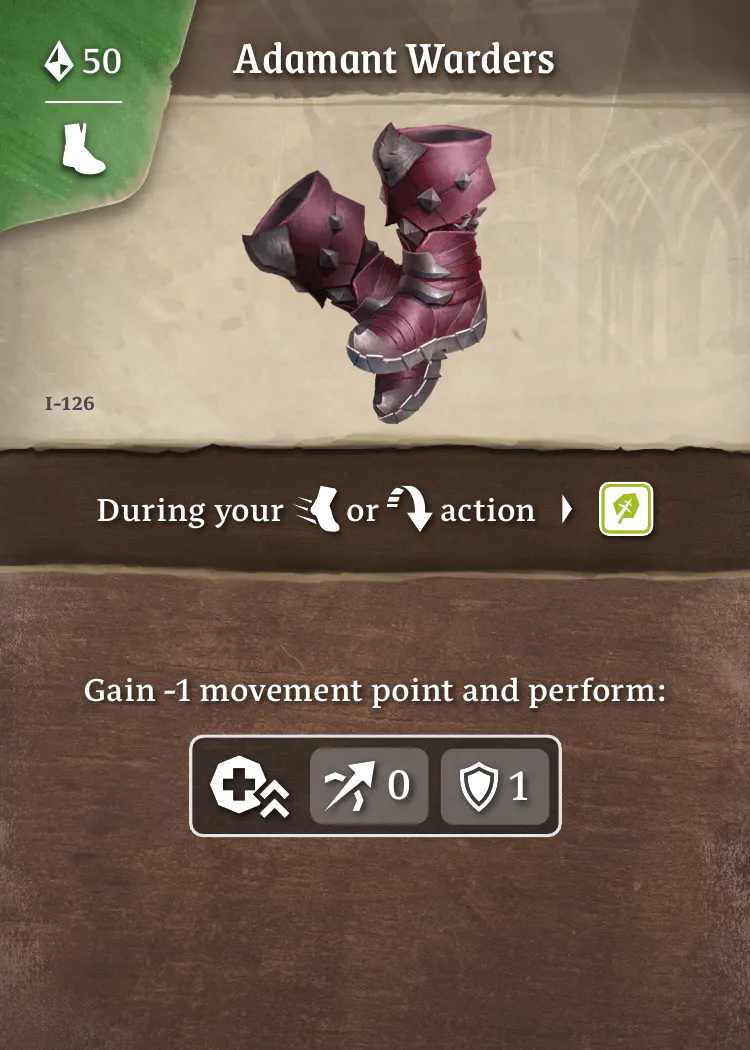 50
Adamant Warders
I-126
During your or action
Gain -1 movement point and perform:
0 1